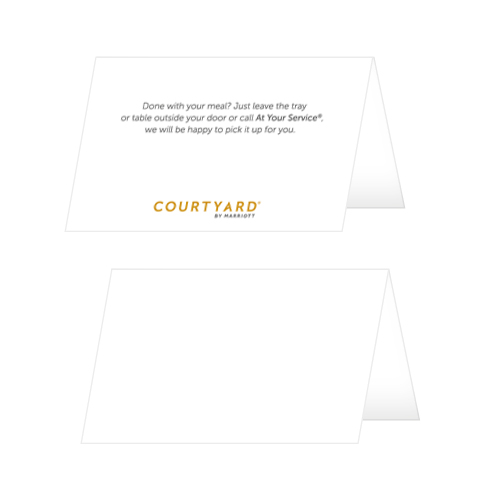 Done with your meal? Just leave the tray
or table outside your door or call At Your Service®,
we will be happy to pick it up for you.
COURTYARD®
BY MARRIOTT